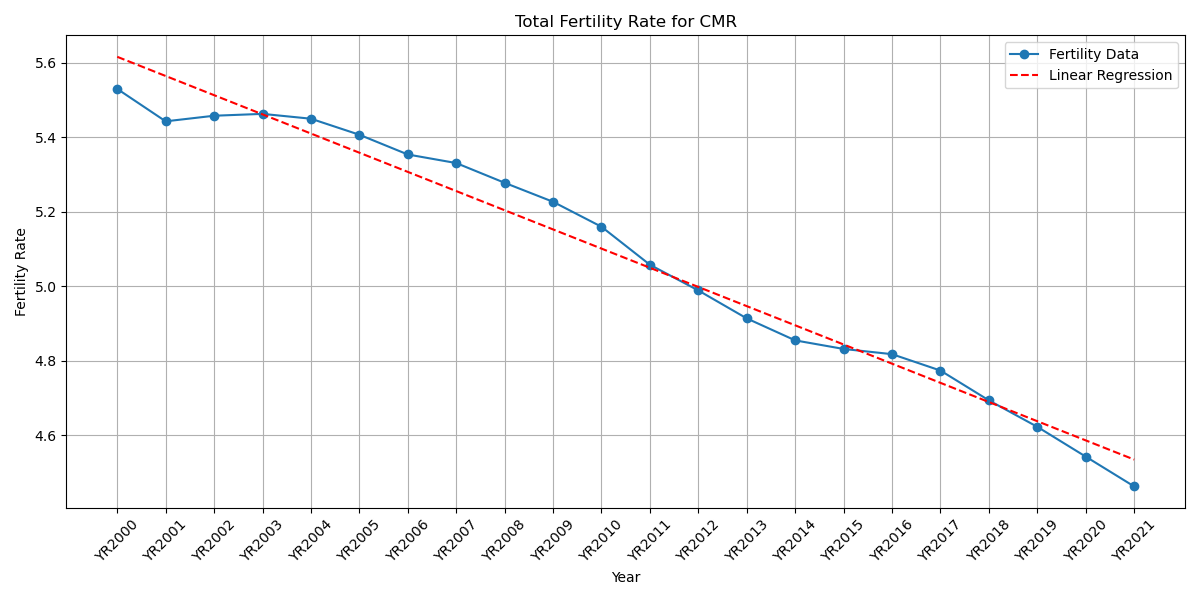 Total Fertility Rate for CMR
Fertility Data
Linear Regression
Fertility Rate
5.6
5.4
5.2
5.0
4.8
4.6
YR2000
YR2001
YR2002
YR2003
YR2004
YR2005
YR2006
YR2007
YR2008
YR2009
YR2010
YR2011
YR2012
YR2013
YR2014
YR2015
YR2016
YR2017
YR2018
YR2019
YR2020
YR2021
Year